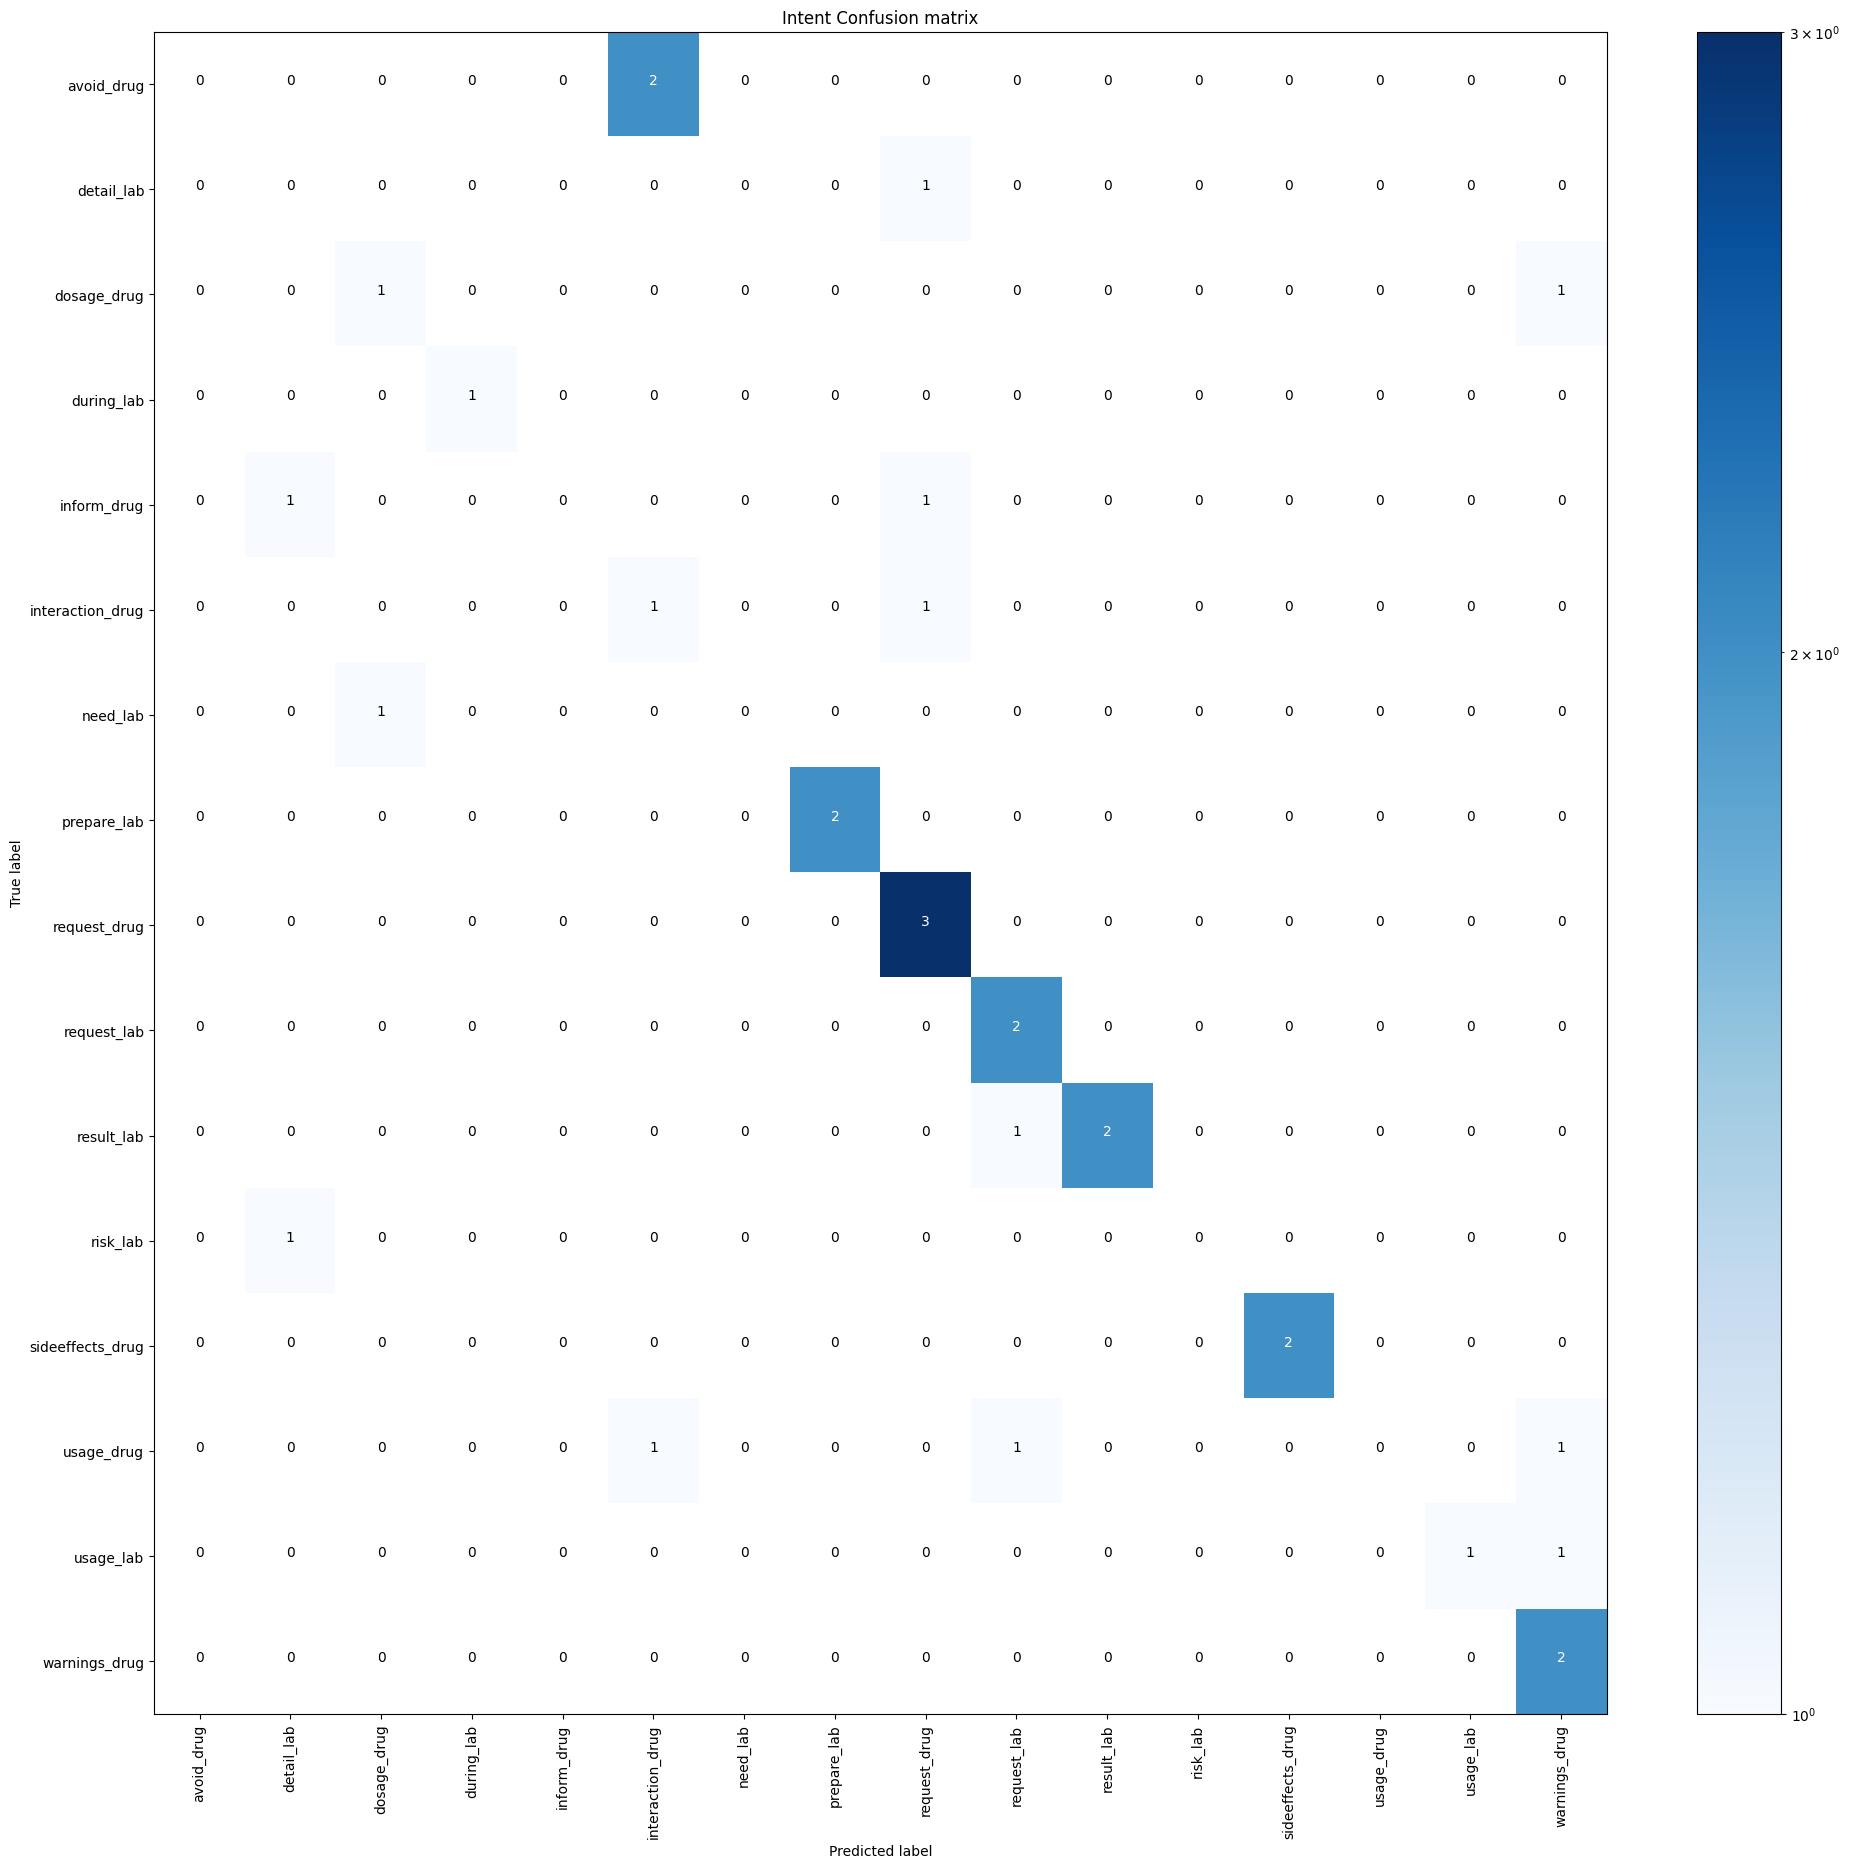 Intent Confusion matrix
avoid_drug 0 0 0 0 0 2 0 0 0 0 0 0 0 0 0 0
detail_lab 0 0 0 0 0 0 0 0 1 0 0 0 0 0 0 0
dosage_drug 0 0 1 0 0 0 0 0 0 0 0 0 0 0 0 1
during_lab 0 0 0 1 0 0 0 0 0 0 0 0 0 0 0 0
inform_drug 0 1 0 0 0 0 0 0 1 0 0 0 0 0 0 0
interaction_drug 0 0 0 0 0 1 0 0 1 0 0 0 0 0 0 0
need_lab 0 0 1 0 0 0 0 0 0 0 0 0 0 0 0 0
prepare_lab 0 0 0 0 0 0 0 2 0 0 0 0 0 0 0 0
request_drug 0 0 0 0 0 0 0 0 3 0 0 0 0 0 0 0
request_lab 0 0 0 0 0 0 0 0 0 2 0 0 0 0 0 0
result_lab 0 0 0 0 0 0 0 0 0 1 2 0 0 0 0 0
risk_lab 0 1 0 0 0 0 0 0 0 0 0 0 0 0 0 0
sideeffects_drug 0 0 0 0 0 0 0 0 0 0 0 0 2 0 0 0
usage_drug 0 0 0 0 0 1 0 0 0 1 0 0 0 0 0 1
usage_lab 0 0 0 0 0 0 0 0 0 0 0 0 0 0 1 1
warnings_drug 0 0 0 0 0 0 0 0 0 0 0 0 0 0 0 2
True label
avoid_drug
detail_lab
dosage_drug
during_lab
inform_drug
interaction_drug
need_lab
prepare_lab
request_drug
request_lab
result_lab
risk_lab
sideeffects_drug
usage_drug
usage_lab
warnings_drug
Predicted label
3 × 10⁰
2 × 10⁰
10⁰